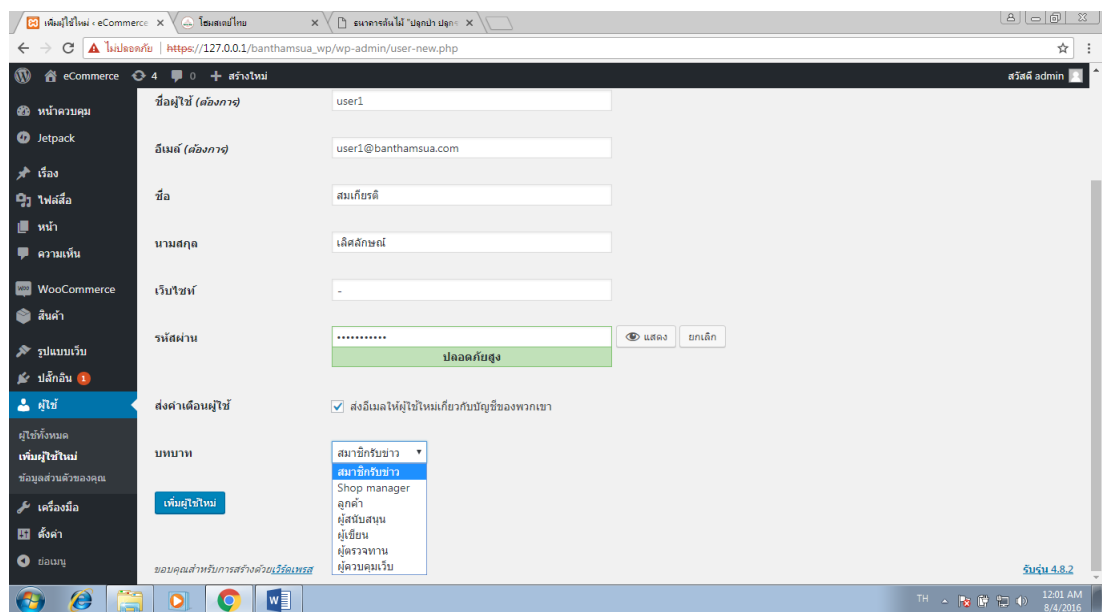 เพิ่มผู้ใช้ใหม่ ‹ eCommerce
โฮมสเตย์ไทย
ธนาคารต้นไม้ "ปลูกป่า ปลูก
ไม่ปลอดภัย | https://127.0.0.1/banthamsua_wp/wp-admin/user-new.php
eCommerce 4 0 + สร้างใหม่
สวัสดี admin
หน้าควบคุม
Jetpack
เรื่อง
ไฟล์สื่อ
หน้า
ความเห็น
WooCommerce
สินค้า
รูปแบบเว็บ
ปลั๊กอิน 1
ผู้ใช้
ผู้ใช้ทั้งหมด
เพิ่มผู้ใช้ใหม่
ข้อมูลส่วนตัวของคุณ
เครื่องมือ
ตั้งค่า
ย่อเมนู
ชื่อผู้ใช้ (ต้องการ)
user1
อีเมล์ (ต้องการ)
user1@banthamsua.com
ชื่อ
สมเกียรติ
นามสกุล
เลิศลักษณ์
เว็บไซท์
-
รหัสผ่าน
•••••••••••
แสดง
ยกเลิก
ปลอดภัยสูง
ส่งคำเตือนผู้ใช้
ส่งอีเมลให้ผู้ใช้ใหม่เกี่ยวกับบัญชีของพวกเขา
บทบาท
สมาชิกรับข่าว
สมาชิกรับข่าว
Shop manager
ลูกค้า
ผู้สนับสนุน
ผู้เขียน
ผู้ตรวจทาน
ผู้ควบคุมเว็บ
เพิ่มผู้ใช้ใหม่
ขอบคุณสำหรับการสร้างด้วยเวิร์ดเพรส
รับรุ่น 4.8.2
TH
12:01 AM
8/4/2016